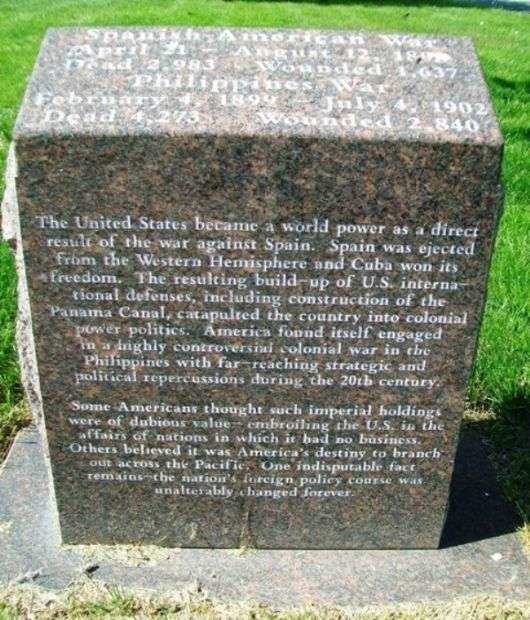 Spanish-American War
April 21 - August 12, 1898
Dead 2,983 Wounded 1,637
Philippines War
February 4, 1899 - July 4, 1902
Dead 4,273 Wounded 2,840
The United States became a world power as a direct
result of the war against Spain. Spain was ejected
from the Western Hemisphere and Cuba won its
freedom. The resulting build-up of U.S. interna-
tional defenses, including construction of the
Panama Canal, catapulted the country into colonial
power politics. America found itself engaged
in a highly controversial colonial war in the
Philippines with far-reaching strategic and
political repercussions during the 20th century.
Some Americans thought such imperial holdings
were of dubious value- embroiling the U.S. in the
affairs of nations in which it had no business.
Others believed it was America's destiny to branch
out across the Pacific. One indisputable fact
remains-the nation's foreign policy course was
unalterably changed forever.